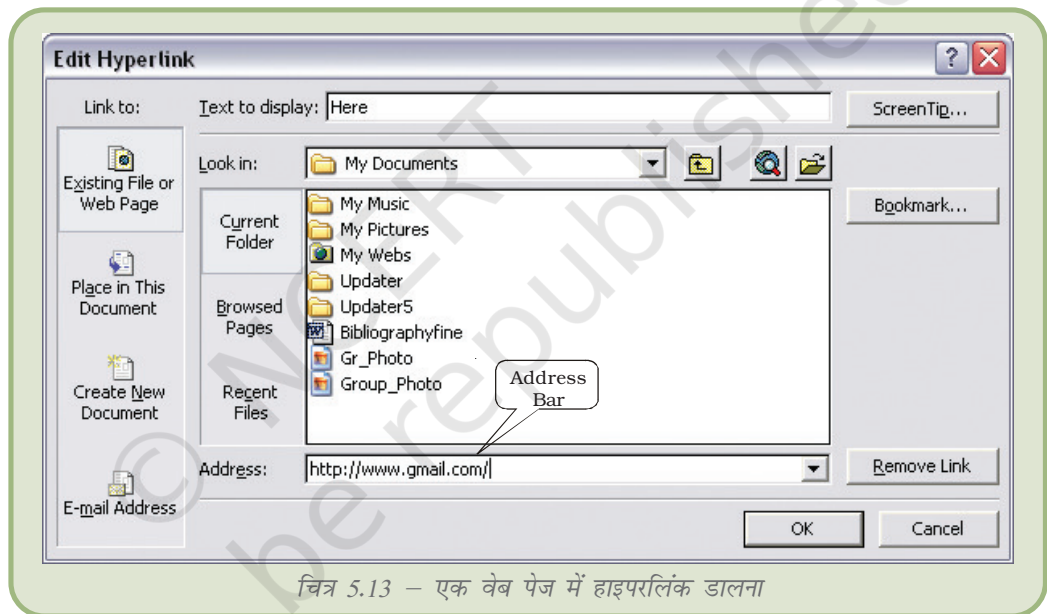 Edit Hyperlink
Link to:
Text to display: Here
ScreenTip...
Existing File or
Web Page
Look in: My Documents
Current
Folder
My Music
My Pictures
My Webs
Updater
Updater5
Bibliographyfine
Gr_Photo
Group_Photo
Bookmark...
Place in This
Document
Browsed
Pages
Create New
Document
Recent
Files
Address
Bar
Address: http://www.gmail.com/
Remove Link
E-mail Address
OK
Cancel
चित्र 5.13 – एक वेब पेज में हाइपरलिंक डालना
© NCERT
be republished